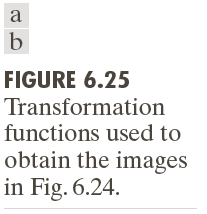 a
b
FIGURE 6.25
Transformation
functions used to
obtain the images
in Fig. 6.24.